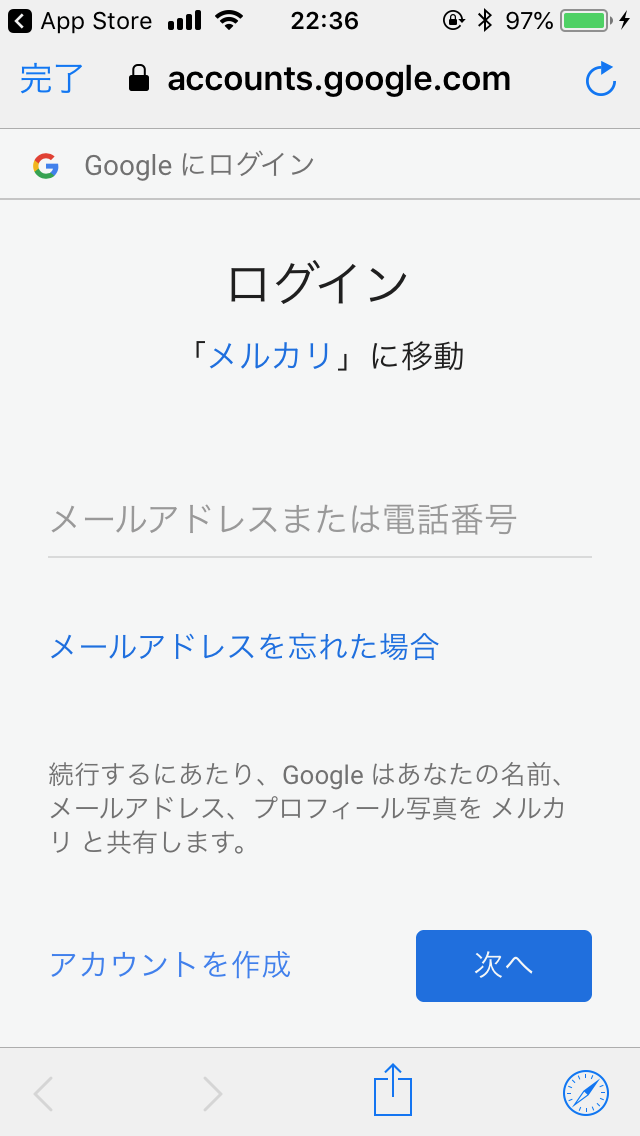 App Store 22:36 97%
完了 accounts.google.com
Google にログイン
ログイン
「メルカリ」に移動
メールアドレスまたは電話番号
メールアドレスを忘れた場合
続行するにあたり、Google はあなたの名前、
メールアドレス、プロフィール写真を メルカ
リ と共有します。
アカウントを作成 次へ